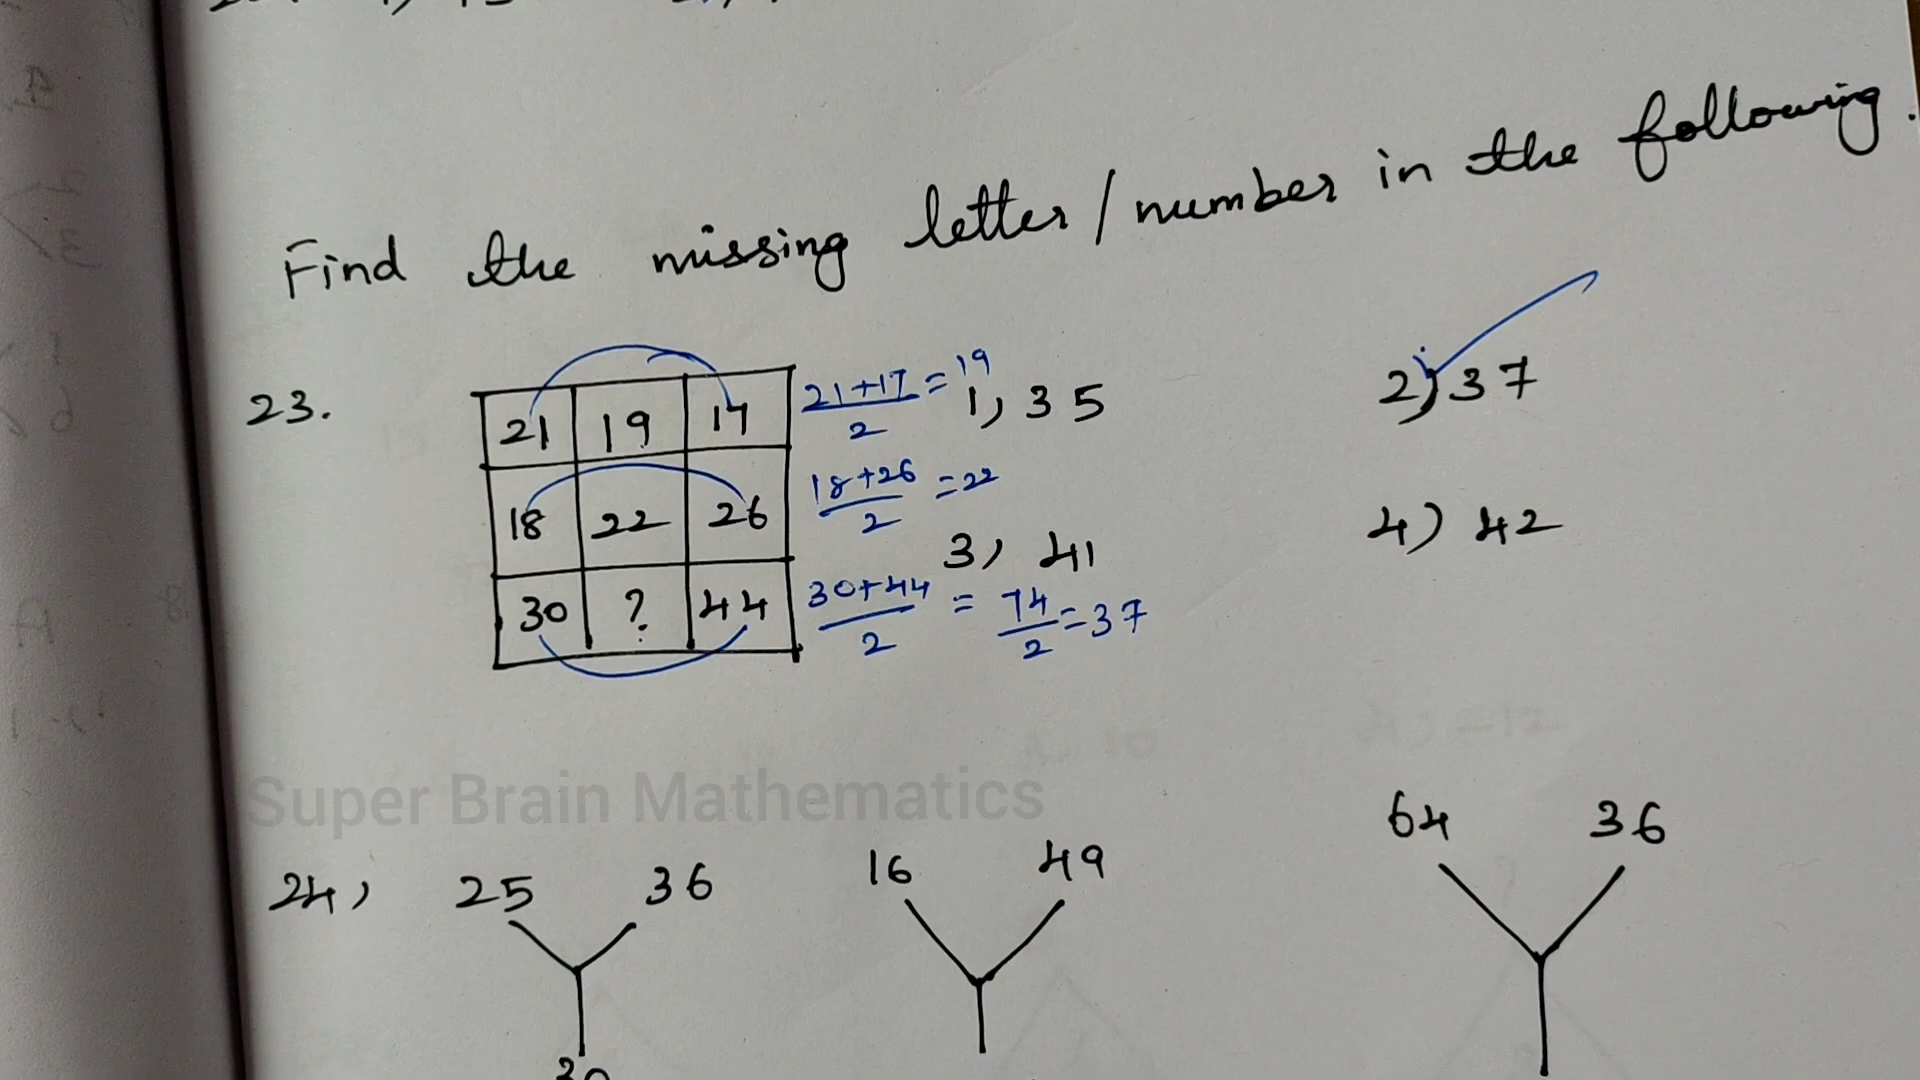 Find the missing letter/number in the following.
23.
21 19 17
18 22 26
30 ? 44
21+17/2 = 19
18+26/2 = 22
30+44/2 = 74/2 = 37
1) 35 2) 37
3) 41 4) 42
Super Brain Mathematics
24) 25 36 16 49 64 36
30